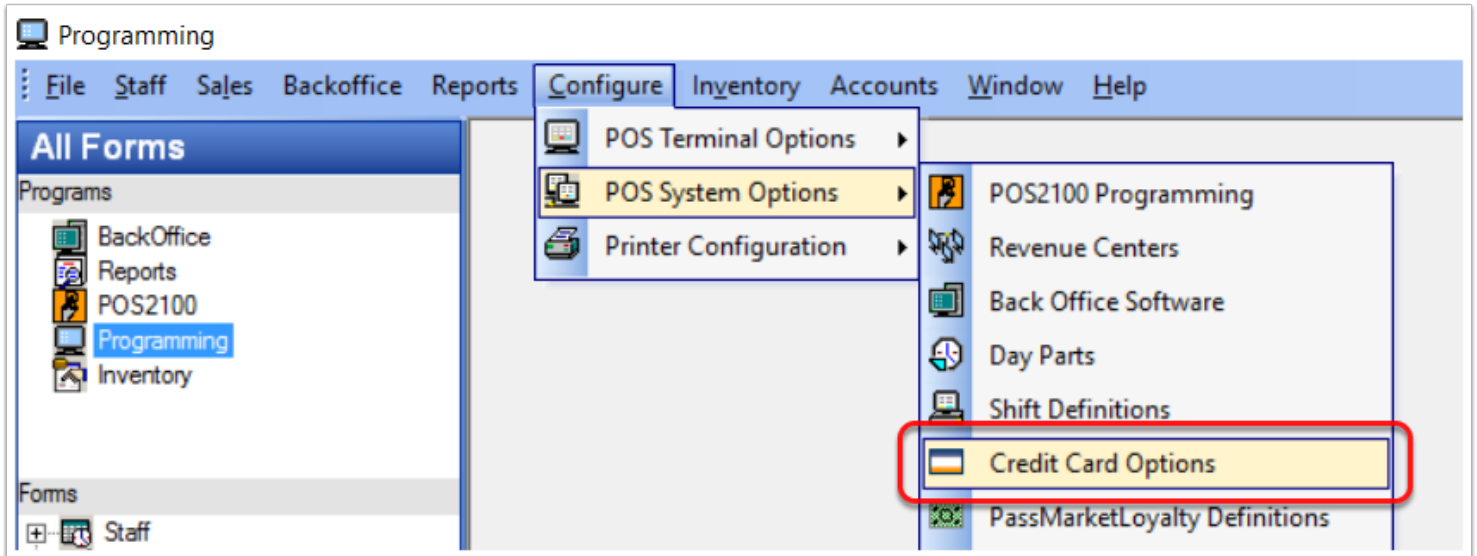 Programming
File Staff Sales Backoffice Reports Configure Inventory Accounts Window Help
All Forms
Programs
BackOffice
Reports
POS2100
Programming
Inventory
Forms
Staff
POS Terminal Options
POS System Options
Printer Configuration
POS2100 Programming
Revenue Centers
Back Office Software
Day Parts
Shift Definitions
Credit Card Options
PassMarketLoyalty Definitions